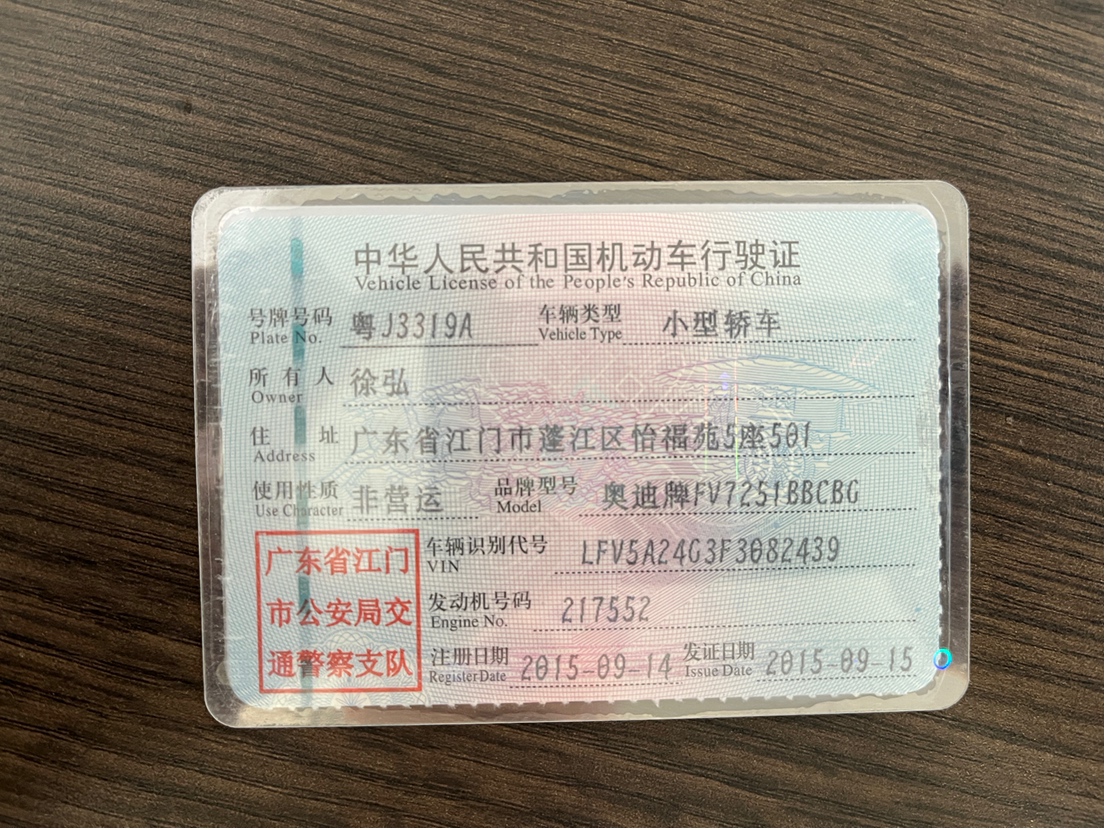 中华人民共和国机动车行驶证
Vehicle License of the People's Republic of China
号牌号码 粤J3319A 车辆类型 小型轿车
Plate No. Vehicle Type
所有人 徐弘
Owner
住址 广东省江门市蓬江区怡福苑5座501
Address
使用性质 非营运 品牌型号 奥迪牌FV7251BBCBG
Use Character Model
广东省江门
市公安局交
通警察支队
车辆识别代号 LFV5A24G3F3082439
VIN
发动机号码 217552
Engine No.
注册日期 2015-09-14 发证日期 2015-09-15
Register Date Issue Date